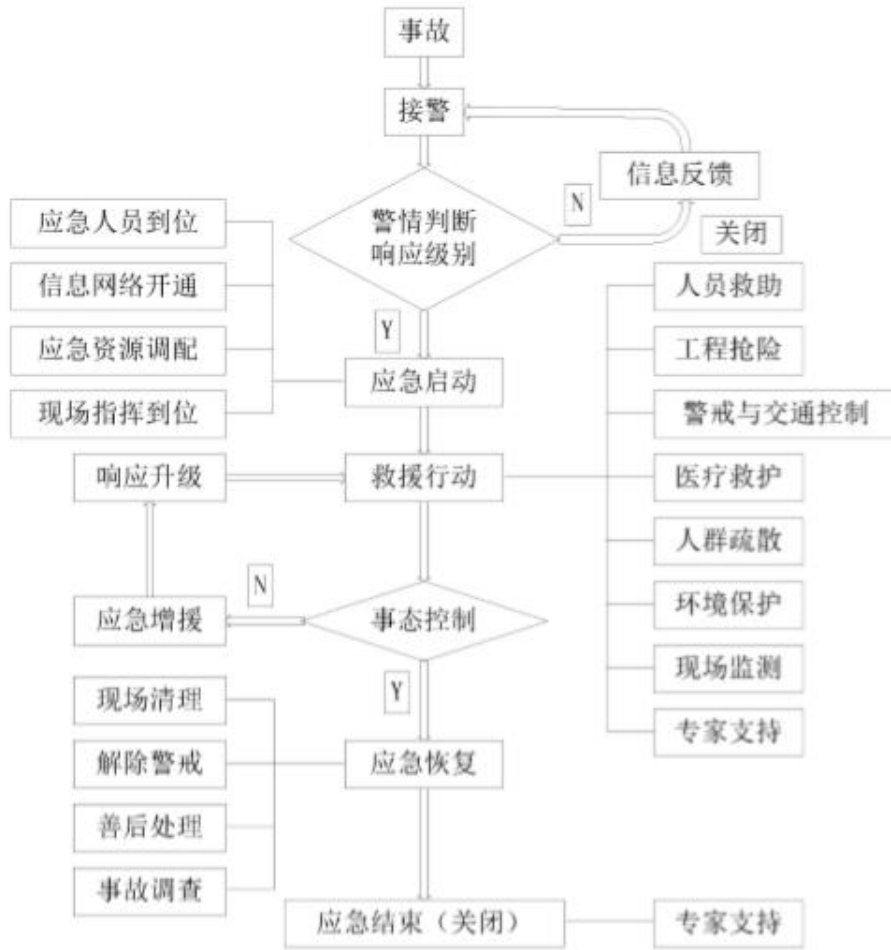 事故
接警
信息反馈
N
关闭
警情判断
响应级别
应急人员到位
信息网络开通
应急资源调配
现场指挥到位
Y
应急启动
人员救助
工程抢险
警戒与交通控制
医疗救护
人群疏散
环境保护
现场监测
专家支持
响应升级
救援行动
N
应急增援
事态控制
Y
现场清理
解除警戒
善后处理
事故调查
应急恢复
应急结束（关闭）
专家支持